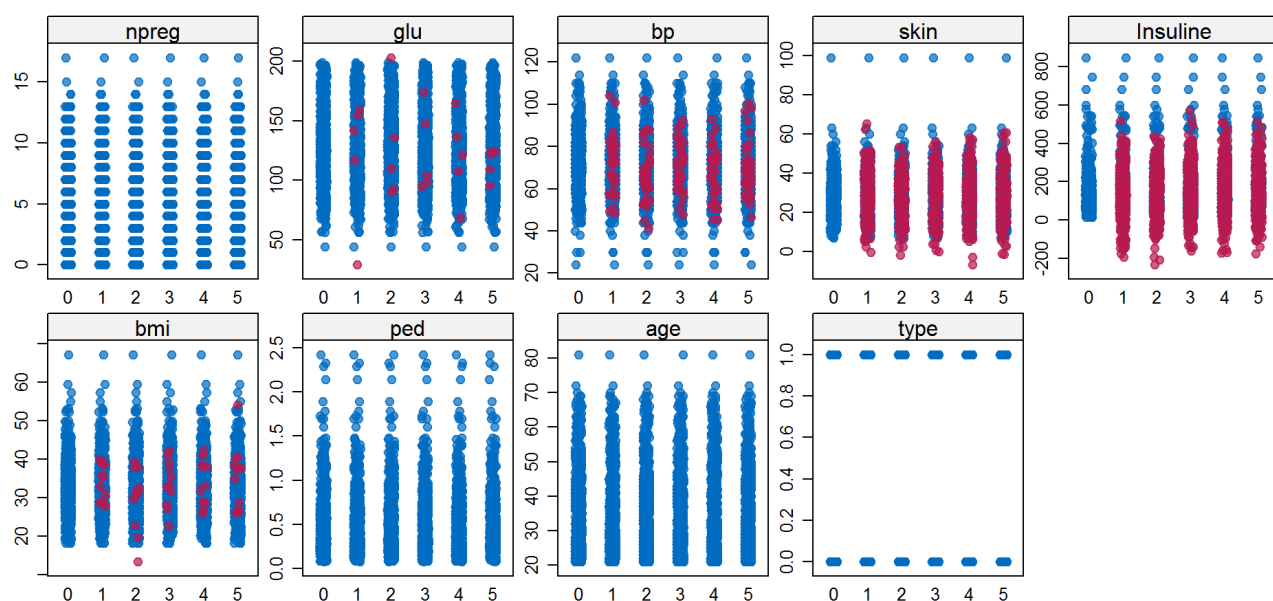 npreg glu bp skin Insuline
0 5 10 15
50 100 150 200
20 40 60 80 100 120
0 20 40 60 80 100
-200 0 200 400 600 800
0 1 2 3 4 5 0 1 2 3 4 5 0 1 2 3 4 5 0 1 2 3 4 5 0 1 2 3 4 5
bmi ped age type
20 30 40 50 60
0.0 0.5 1.0 1.5 2.0 2.5
20 30 40 50 60 70 80
0.0 0.2 0.4 0.6 0.8 1.0
0 1 2 3 4 5 0 1 2 3 4 5 0 1 2 3 4 5 0 1 2 3 4 5